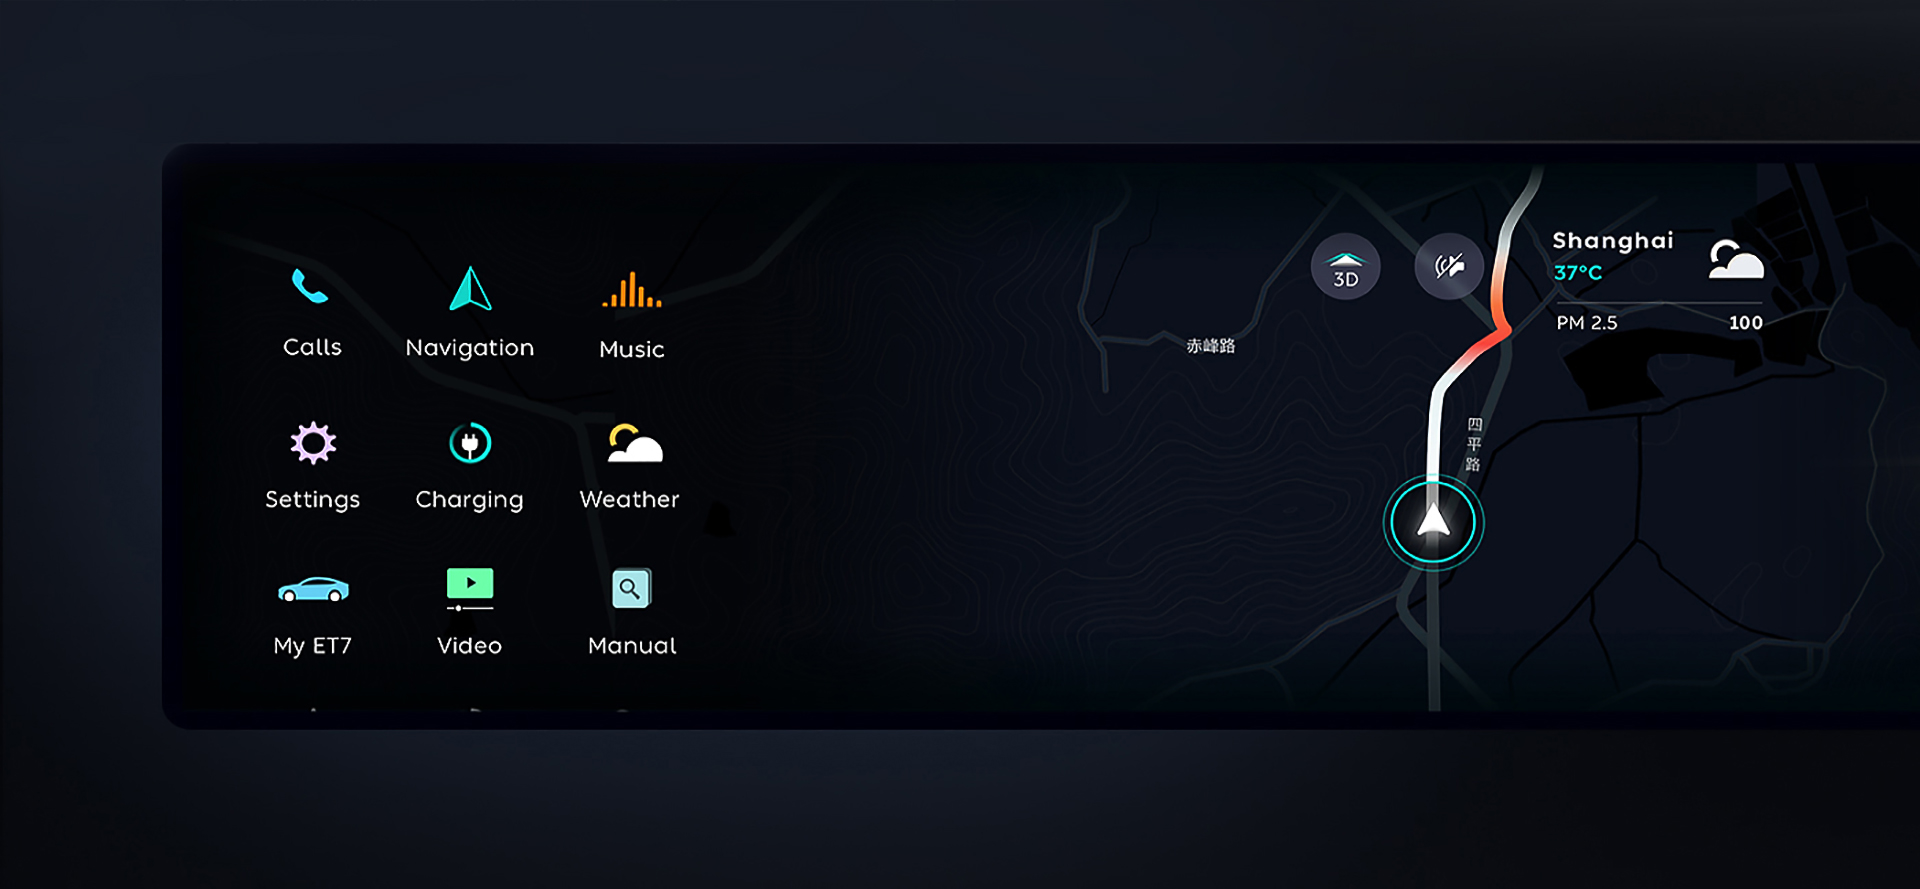 Calls
Navigation
Music
Settings
Charging
Weather
My ET7
Video
Manual
3D
Shanghai
37°C
PM 2.5 100
赤峰路
四平路